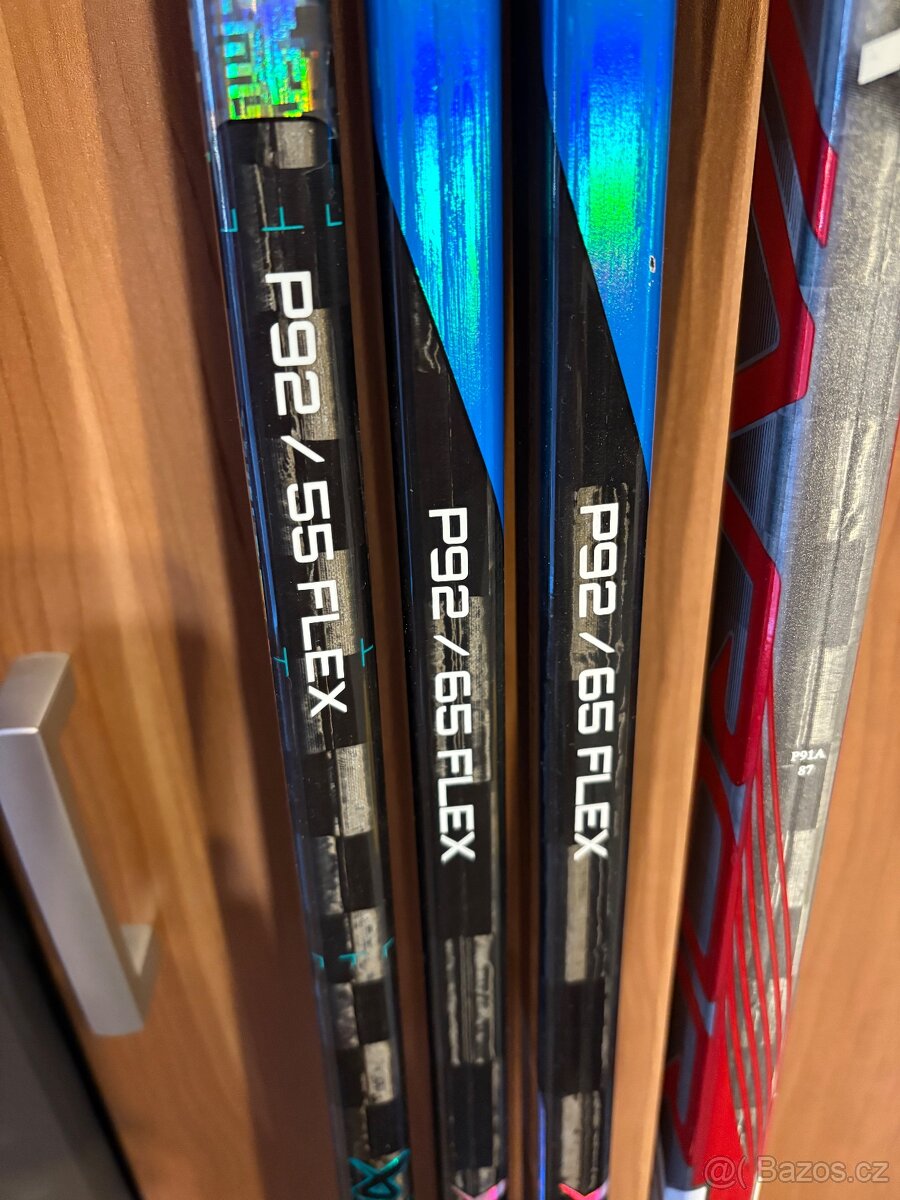 P92 / 55 FLEX
P92 / 65 FLEX
P92 / 65 FLEX
P91A
87
@( Bazos.cz